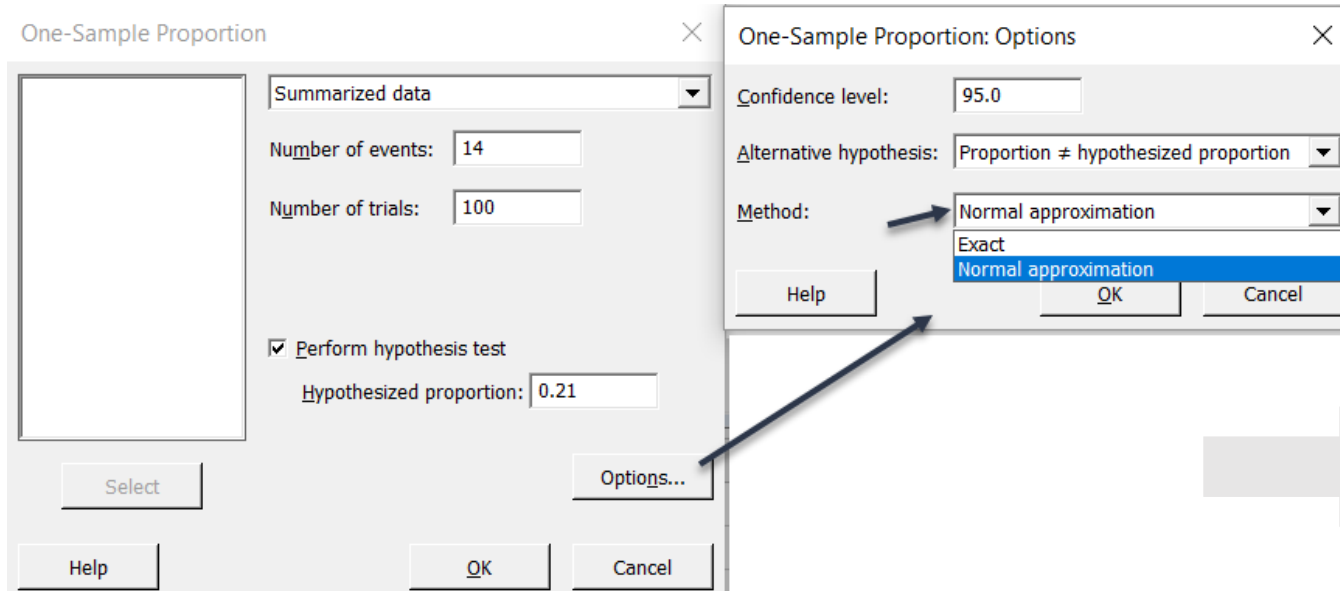 One-Sample Proportion
Summarized data
Number of events: 14
Number of trials: 100
Perform hypothesis test
Hypothesized proportion: 0.21
Select
Options...
Help OK Cancel
One-Sample Proportion: Options
Confidence level: 95.0
Alternative hypothesis: Proportion ≠ hypothesized proportion
Method: Normal approximation
Exact
Normal approximation
Help OK Cancel